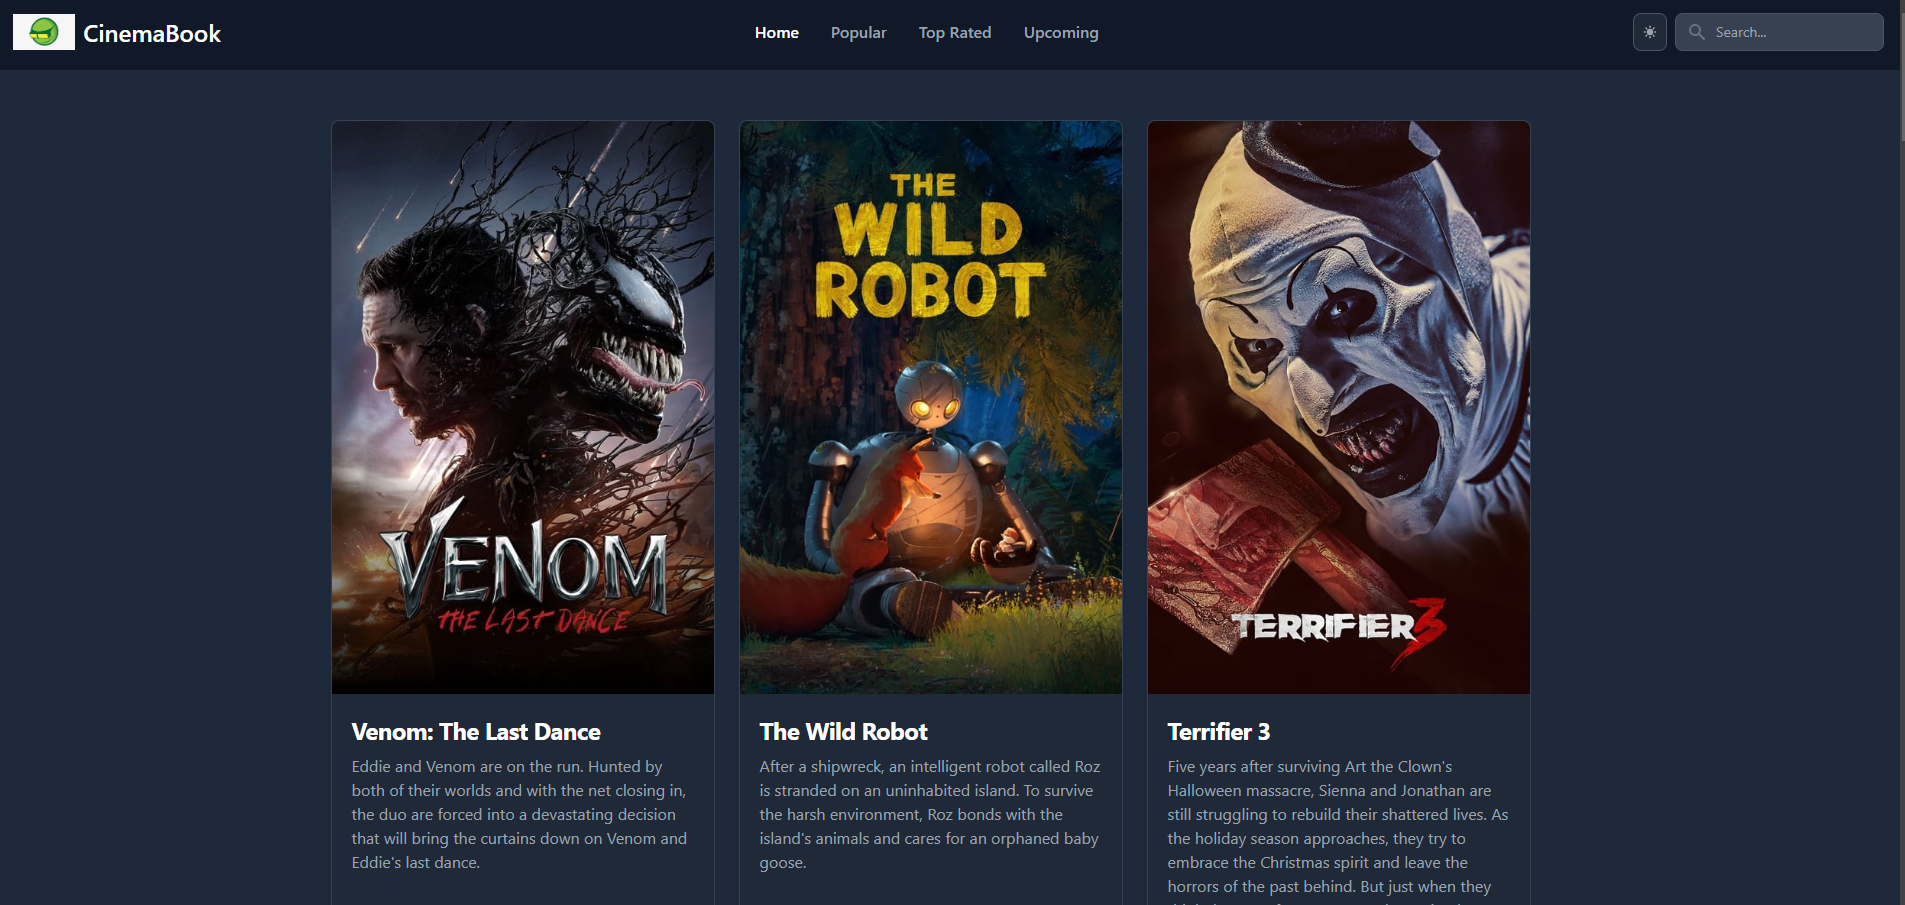 CinemaBook
Home Popular Top Rated Upcoming
Search...
VENOM
THE LAST DANCE
THE
WILD
ROBOT
TERRIFIER 3
Venom: The Last Dance
Eddie and Venom are on the run. Hunted by
both of their worlds and with the net closing in,
the duo are forced into a devastating decision
that will bring the curtains down on Venom and
Eddie's last dance.
The Wild Robot
After a shipwreck, an intelligent robot called Roz
is stranded on an uninhabited island. To survive
the harsh environment, Roz bonds with the
island's animals and cares for an orphaned baby
goose.
Terrifier 3
Five years after surviving Art the Clown's
Halloween massacre, Sienna and Jonathan are
still struggling to rebuild their shattered lives. As
the holiday season approaches, they try to
embrace the Christmas spirit and leave the
horrors of the past behind. But just when they